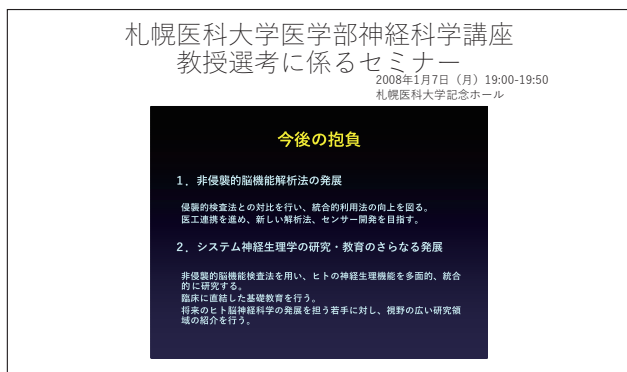 札幌医科大学医学部神経科学講座
教授選考に係るセミナー
2008年1月7日（月）19:00-19:50
札幌医科大学記念ホール
今後の抱負
1．非侵襲的脳機能解析法の発展
侵襲的検査法との対比を行い、統合的利用法の向上を図る。
医工連携を進め、新しい解析法、センサー開発を目指す。
2．システム神経生理学の研究・教育のさらなる発展
非侵襲的脳機能検査法を用い、ヒトの神経生理機能を多面的、統合
的に研究する。
臨床に直結した基礎教育を行う。
将来のヒト脳神経科学の発展を担う若手に対し、視野の広い研究領
域の紹介を行う。